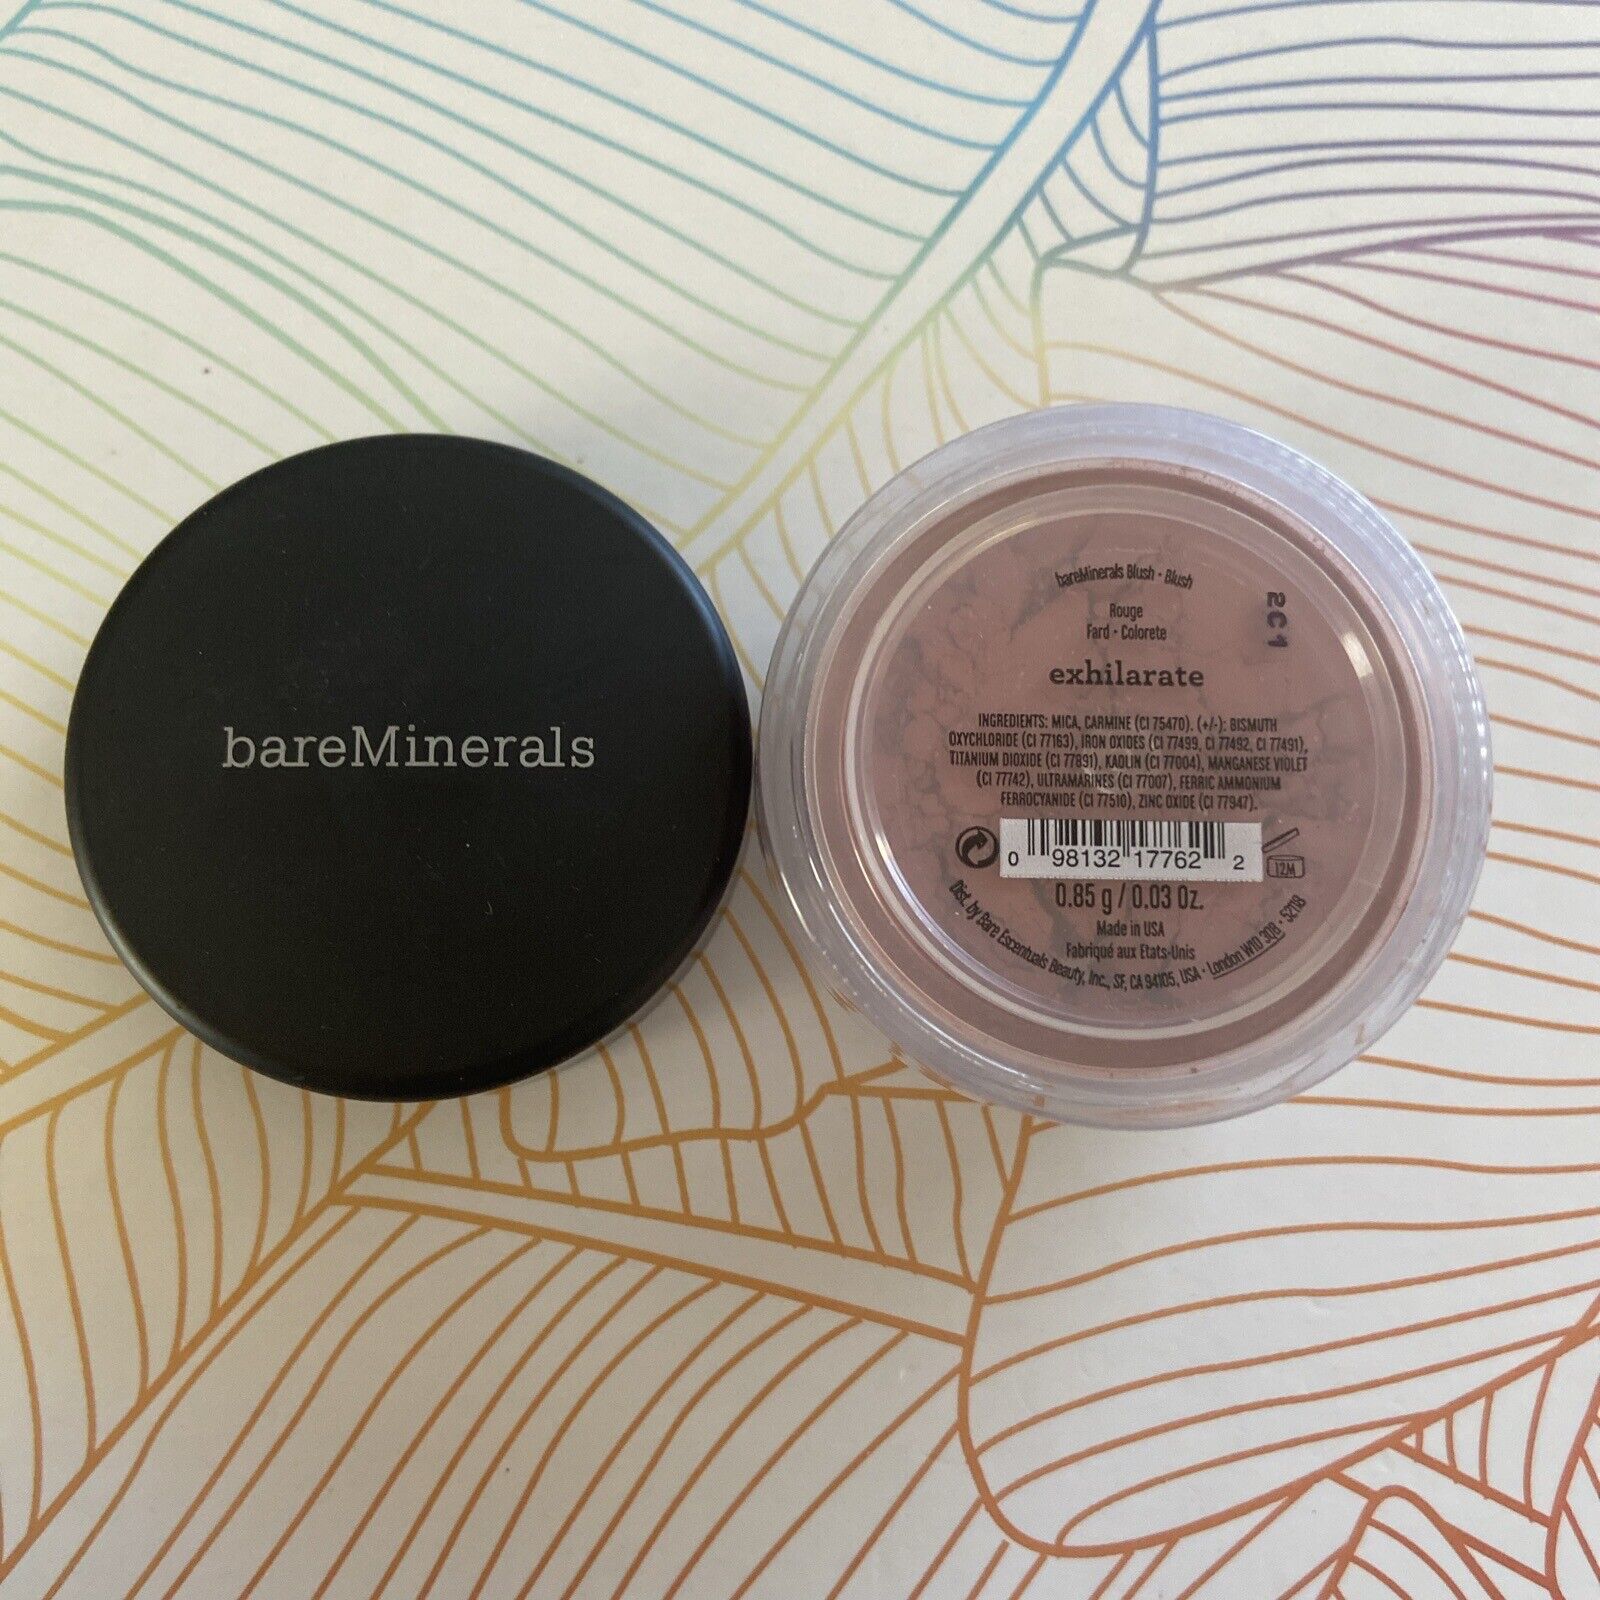 bareMinerals
bareMinerals Blush • Blush
Rouge
Fard • Colorete
exhilarate
2C1
INGREDIENTS: MICA, CARMINE (CI 75470). (+/-): BISMUTH
OXYCHLORIDE (CI 77163), IRON OXIDES (CI 77499, CI 77492, CI 77491),
TITANIUM DIOXIDE (CI 77891), KAOLIN (CI 77004), MANGANESE VIOLET
(CI 77742), ULTRAMARINES (CI 77007), FERRIC AMMONIUM
FERROCYANIDE (CI 77510), ZINC OXIDE (CI 77947).
0 98132 17762 2
12M
0.85 g / 0.03 Oz.
Made in USA
Fabriqué aux Etats-Unis
Dist. by Bare Escentuals Beauty, Inc., SF, CA 94105, USA • London W10 3QB • 52118